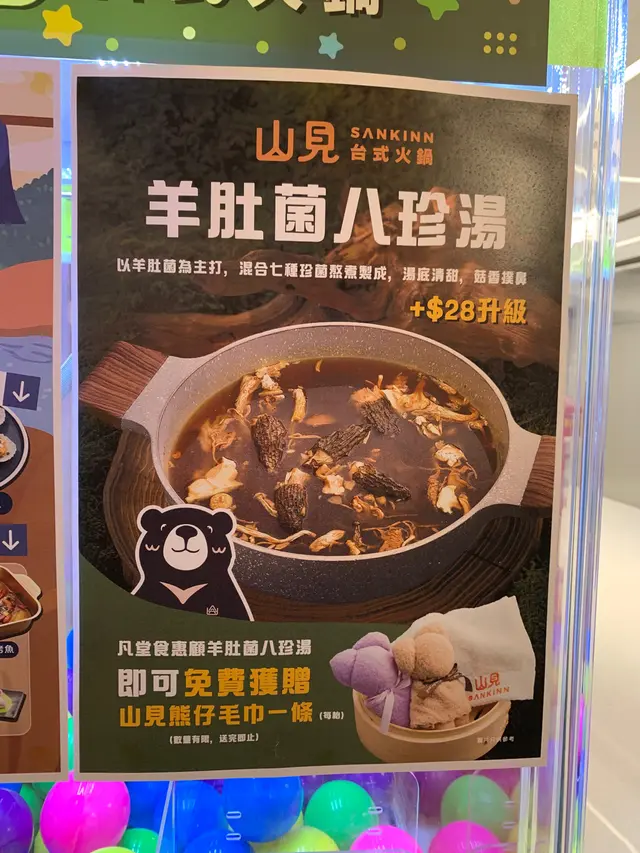 山見 SANKINN
台式火鍋
羊肚菌八珍湯
以羊肚菌為主打，混合七種珍菌熬煮製成，湯底清甜，菇香撲鼻
+$28升級
凡堂食惠顧羊肚菌八珍湯
即可免費獲贈
山見熊仔毛巾一條 (每枱)
(數量有限，送完即止)
山見
SANKINN